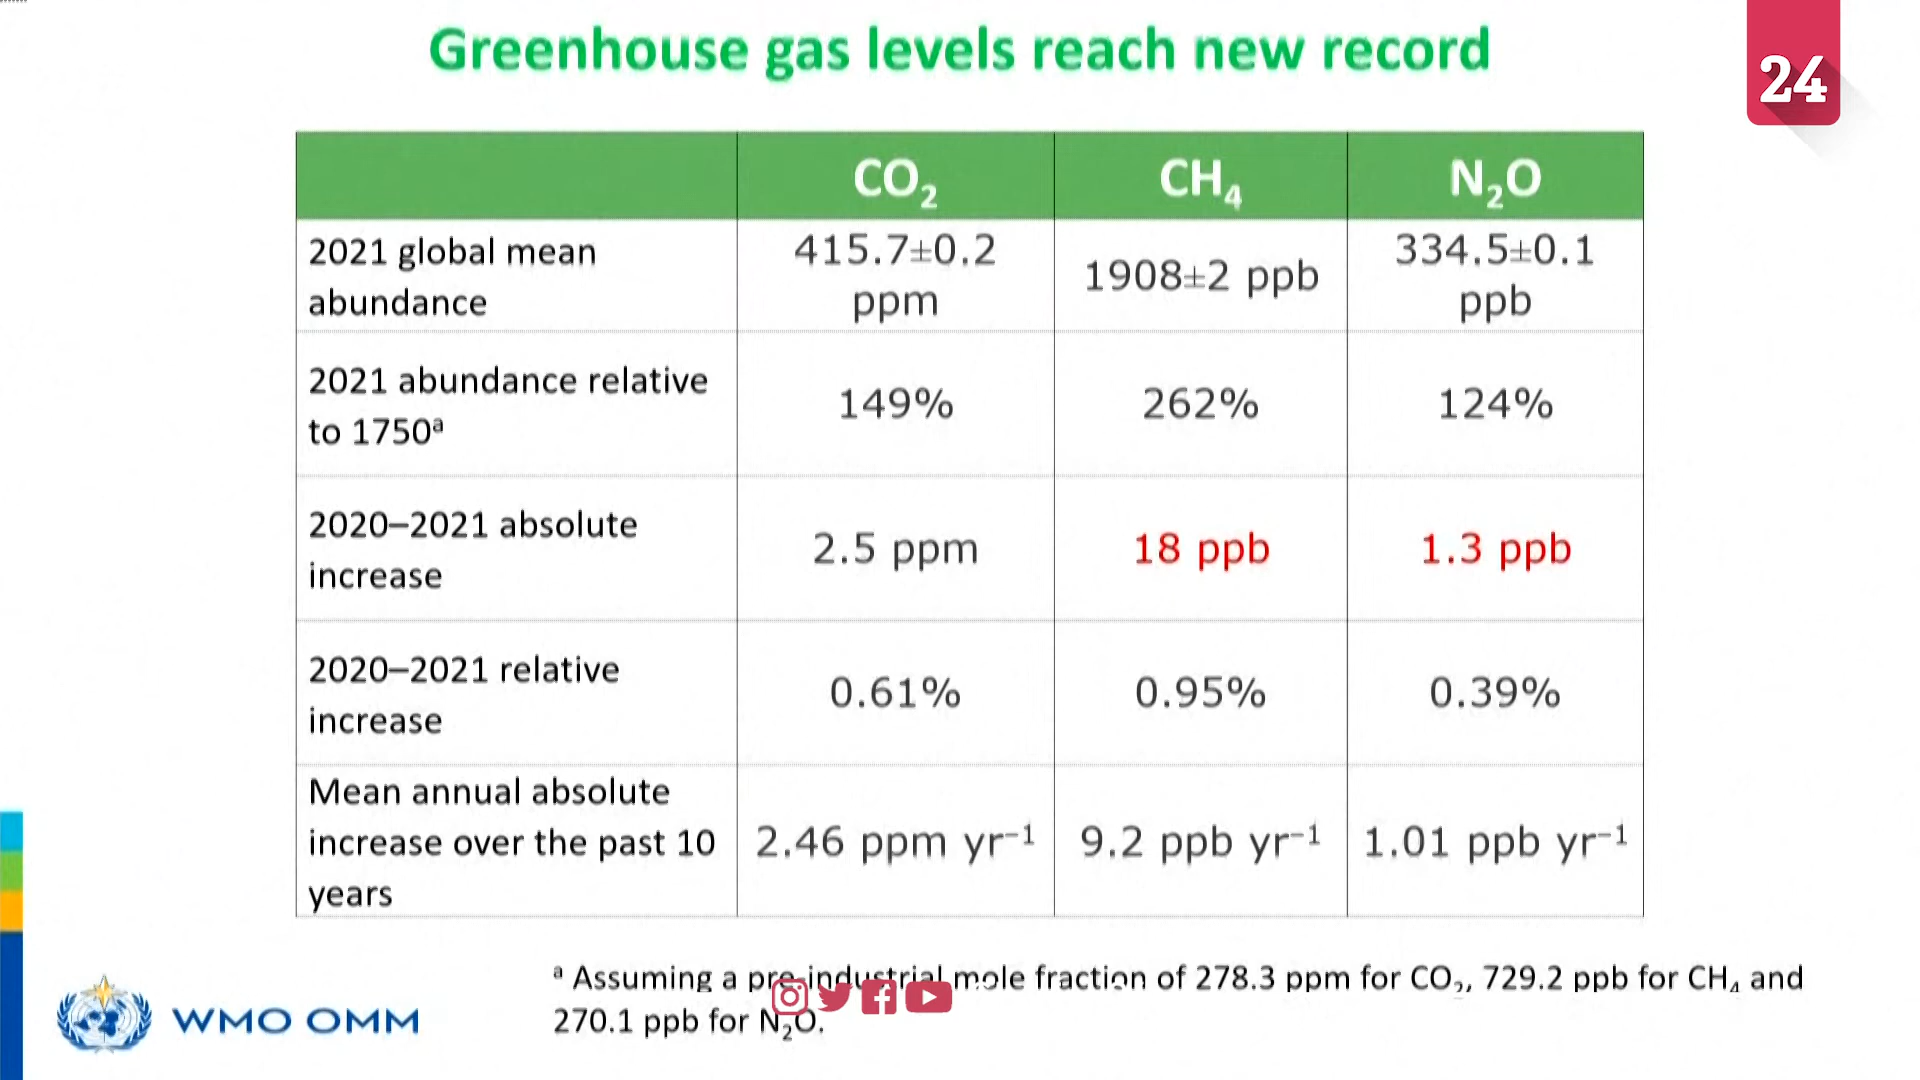 Greenhouse gas levels reach new record
24
CO₂ CH₄ N₂O
2021 global mean
abundance
415.7±0.2
ppm
1908±2 ppb
334.5±0.1
ppb
2021 abundance relative
to 1750ᵃ
149% 262% 124%
2020–2021 absolute
increase
2.5 ppm 18 ppb 1.3 ppb
2020–2021 relative
increase
0.61% 0.95% 0.39%
Mean annual absolute
increase over the past 10
years
2.46 ppm yr⁻¹ 9.2 ppb yr⁻¹ 1.01 ppb yr⁻¹
ᵃ Assuming a pre-industrial mole fraction of 278.3 ppm for CO₂, 729.2 ppb for CH₄ and
270.1 ppb for N₂O.
WMO OMM